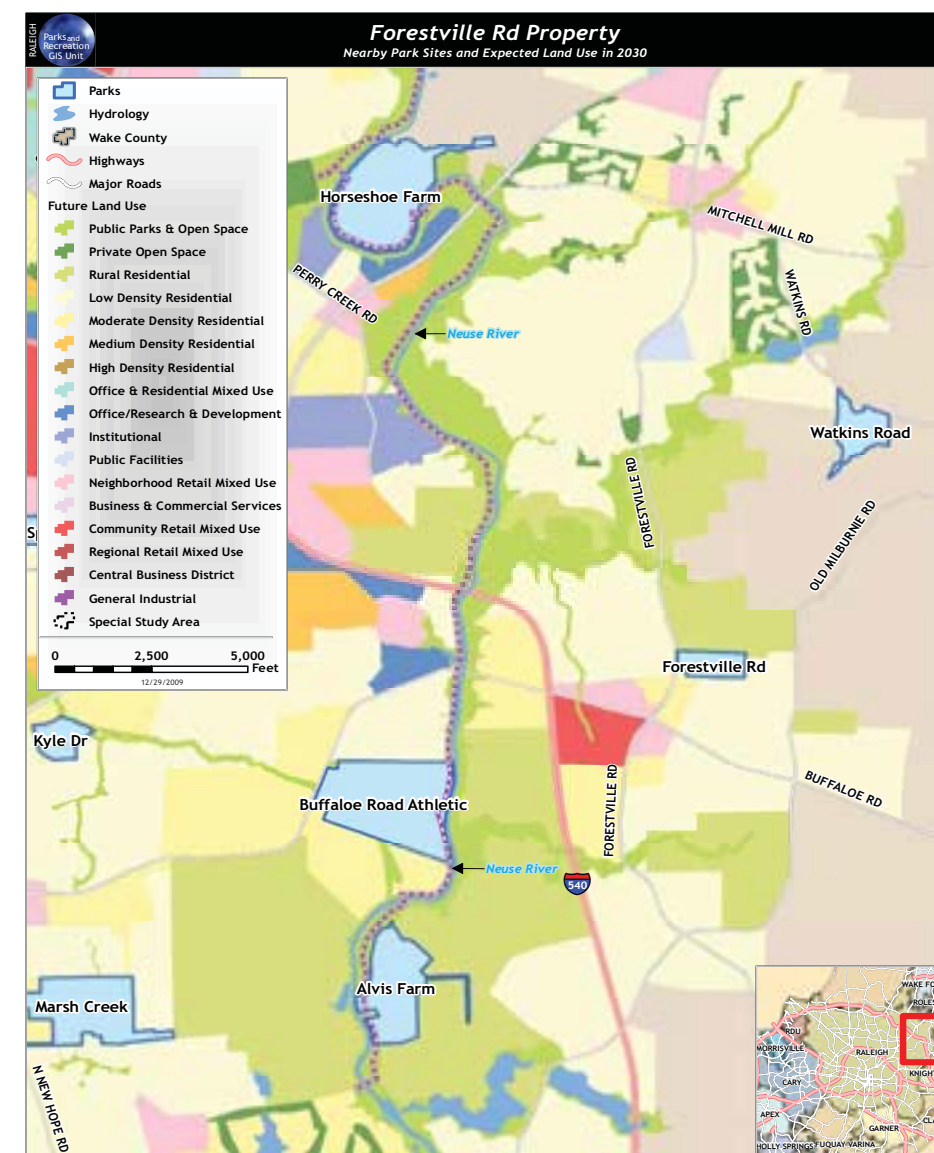 RALEIGH
Parks and
Recreation
GIS Unit
Forestville Rd Property
Nearby Park Sites and Expected Land Use in 2030
Parks
Hydrology
Wake County
Highways
Major Roads
Future Land Use
Public Parks & Open Space
Private Open Space
Rural Residential
Low Density Residential
Moderate Density Residential
Medium Density Residential
High Density Residential
Office & Residential Mixed Use
Office/Research & Development
Institutional
Public Facilities
Neighborhood Retail Mixed Use
Business & Commercial Services
Community Retail Mixed Use
Regional Retail Mixed Use
Central Business District
General Industrial
Special Study Area
0 2,500 5,000
Feet
12/29/2009
Horseshoe Farm
MITCHELL MILL RD
PERRY CREEK RD
WATKINS RD
Neuse River
Watkins Road
FORESTVILLE RD
OLD MILBURNIE RD
Forestville Rd
Kyle Dr
BUFFALOE RD
Buffaloe Road Athletic
FORESTVILLE RD
Neuse River
540
Alvis Farm
Marsh Creek
N NEW HOPE RD
WAKE FO
ROLES
RDU
MORRISVILLE
RALEIGH
KNIGH
CARY
APEX
GARNER
CL
HOLLY SPRINGS
FUQUAY VARINA